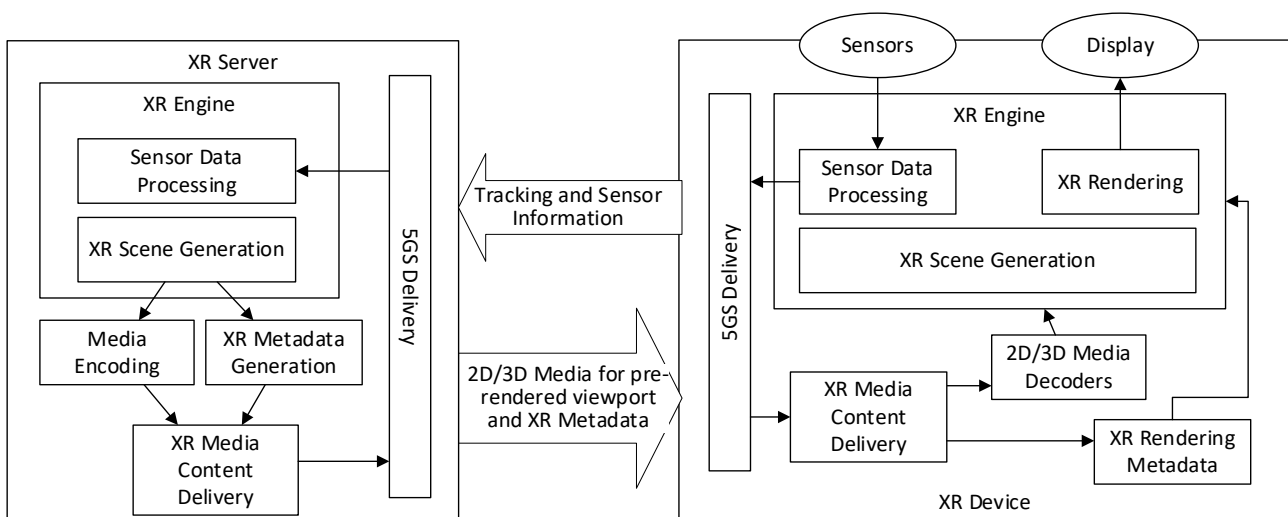 XR Server
XR Engine
Sensor Data
Processing
XR Scene Generation
Media
Encoding
XR Metadata
Generation
XR Media
Content
Delivery
5GS Delivery
Tracking and Sensor
Information
2D/3D Media for pre-
rendered viewport
and XR Metadata
Sensors
Display
5GS Delivery
XR Engine
Sensor Data
Processing
XR Rendering
XR Scene Generation
2D/3D Media
Decoders
XR Media
Content
Delivery
XR Rendering
Metadata
XR Device